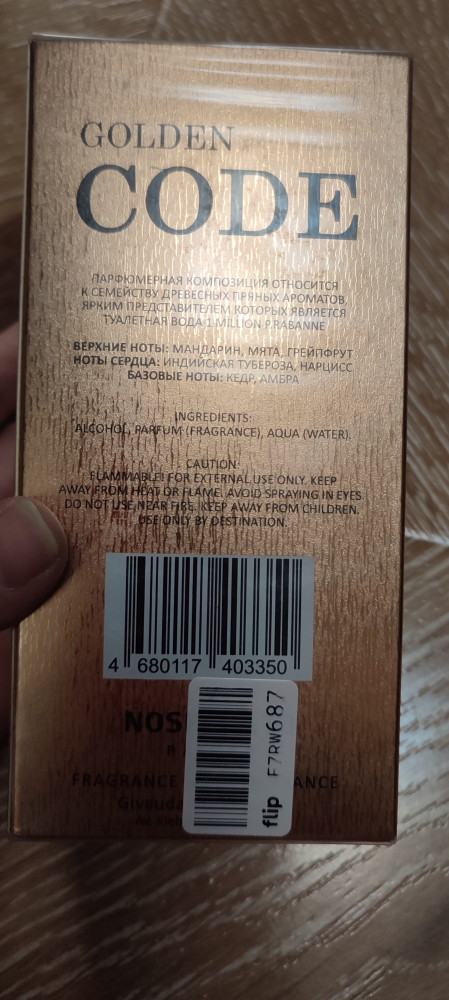 GOLDEN
CODE
ПАРФЮМЕРНАЯ КОМПОЗИЦИЯ ОТНОСИТСЯ
К СЕМЕЙСТВУ ДРЕВЕСНЫХ ПРЯНЫХ АРОМАТОВ,
ЯРКИМ ПРЕДСТАВИТЕЛЕМ КОТОРЫХ ЯВЛЯЕТСЯ
ТУАЛЕТНАЯ ВОДА 1 MILLION P.RABANNE
ВЕРХНИЕ НОТЫ: МАНДАРИН, МЯТА, ГРЕЙПФРУТ
НОТЫ СЕРДЦА: ИНДИЙСКАЯ ТУБЕРОЗА, НАРЦИСС
БАЗОВЫЕ НОТЫ: КЕДР, АМБРА
INGREDIENTS:
ALCOHOL, PARFUM (FRAGRANCE), AQUA (WATER).
CAUTION:
FLAMMABLE! FOR EXTERNAL USE ONLY. KEEP
AWAY FROM HEAT OR FLAME. AVOID SPRAYING IN EYES.
DO NOT USE NEAR FIRE. KEEP AWAY FROM CHILDREN.
USE ONLY BY DESTINATION.
4 680117 403350
NOS
FRAGRANCE ANCE
Givauda
flip F7RW687